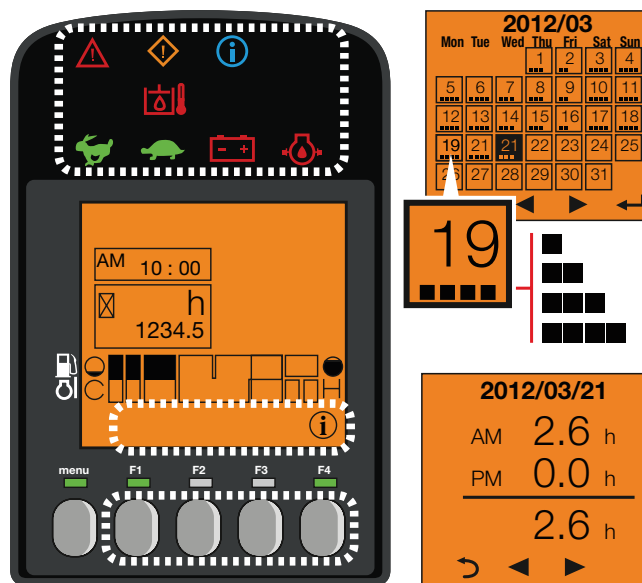 AM 10:00
h
1234.5
C H
menu F1 F2 F3 F4
2012/03
Mon Tue Wed Thu Fri Sat Sun
1 2 3 4
5 6 7 8 9 10 11
12 13 14 15 16 17 18
19 21 21 22 23 24 25
26 27 28 29 30 31
19
2012/03/21
AM 2.6 h
PM 0.0 h
2.6 h